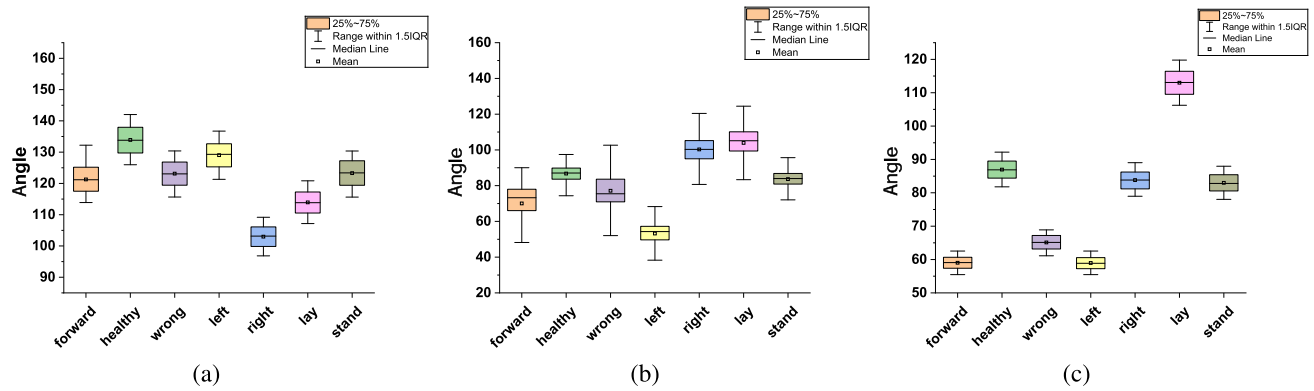 25%~75%
Range within 1.5IQR
Median Line
Mean
160
150
140
130
120
110
100
90
Angle
forward
healthy
wrong
left
right
lay
stand
(a)
25%~75%
Range within 1.5IQR
Median Line
Mean
160
140
120
100
80
60
40
20
Angle
forward
healthy
wrong
left
right
lay
stand
(b)
25%~75%
Range within 1.5IQR
Median Line
Mean
120
110
100
90
80
70
60
50
Angle
forward
healthy
wrong
left
right
lay
stand
(c)